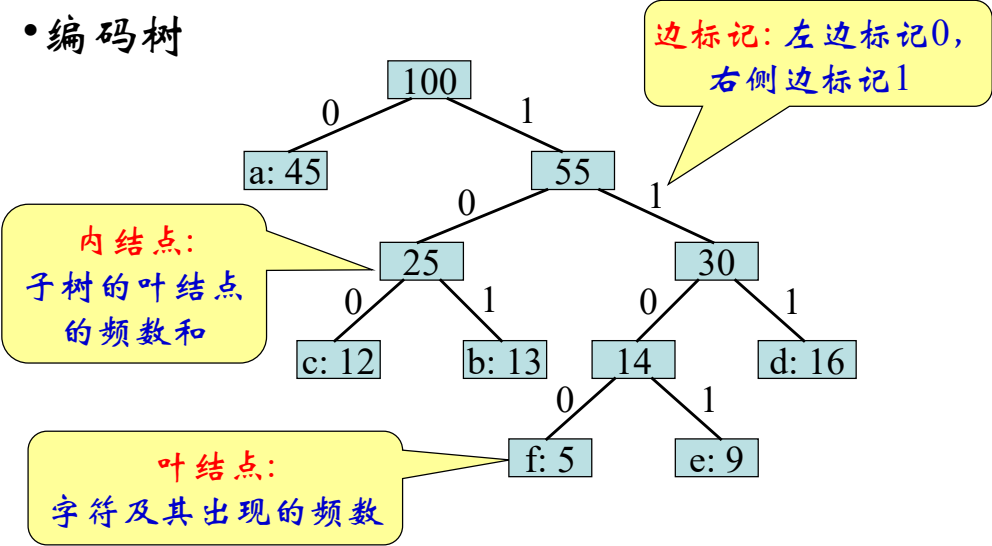 •编码树
边标记: 左边标记0,
右侧边标记1
100
0
1
a: 45
55
0
1
内结点:
子树的叶结点
的频数和
25
30
0
1
0
1
c: 12
b: 13
14
d: 16
0
1
叶结点:
字符及其出现的频数
f: 5
e: 9